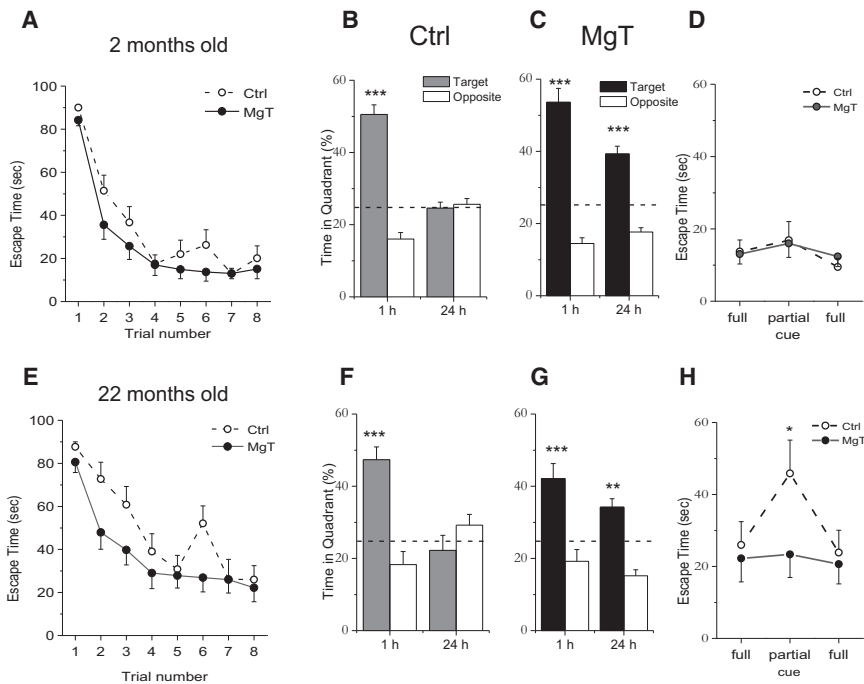 A
2 months old
Escape Time (sec)
100
80
60
40
20
0
Ctrl
MgT
1 2 3 4 5 6 7 8
Trial number
B
Ctrl
Time in Quadrant (%)
60
40
20
0
***
Target
Opposite
1 h 24 h
C
MgT
60
40
20
0
***
***
Target
Opposite
1 h 24 h
D
Escape Time (sec)
60
40
20
0
Ctrl
MgT
full partial full
cue
E
22 months old
Escape Time (sec)
100
80
60
40
20
0
Ctrl
MgT
1 2 3 4 5 6 7 8
Trial number
F
Time in Quadrant (%)
60
40
20
0
***
1 h 24 h
G
60
40
20
0
***
**
1 h 24 h
H
Escape Time (sec)
60
40
20
0
*
Ctrl
MgT
full partial full
cue